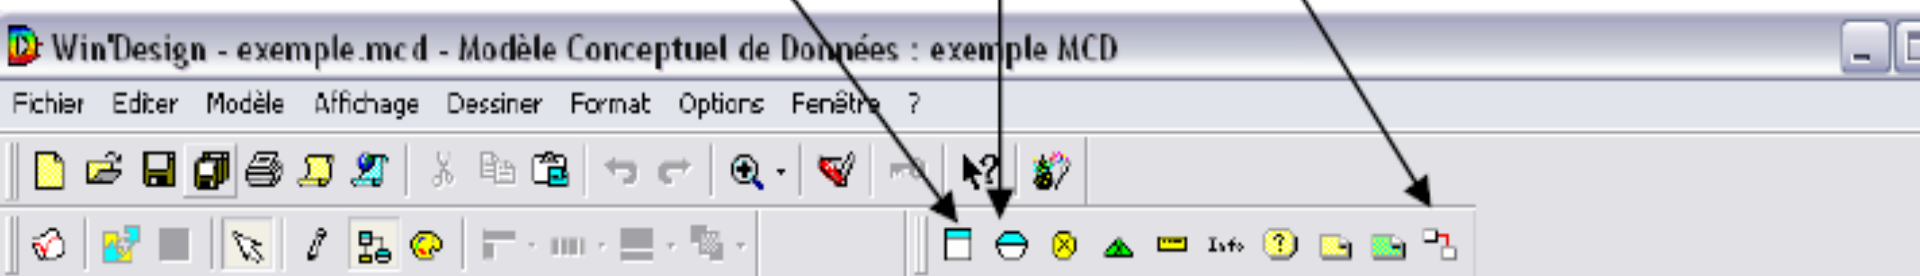 Win'Design - exemple.mcd - Modèle Conceptuel de Données : exemple MCD
Fichier Editer Modèle Affichage Dessiner Format Options Fenêtre ?
Info